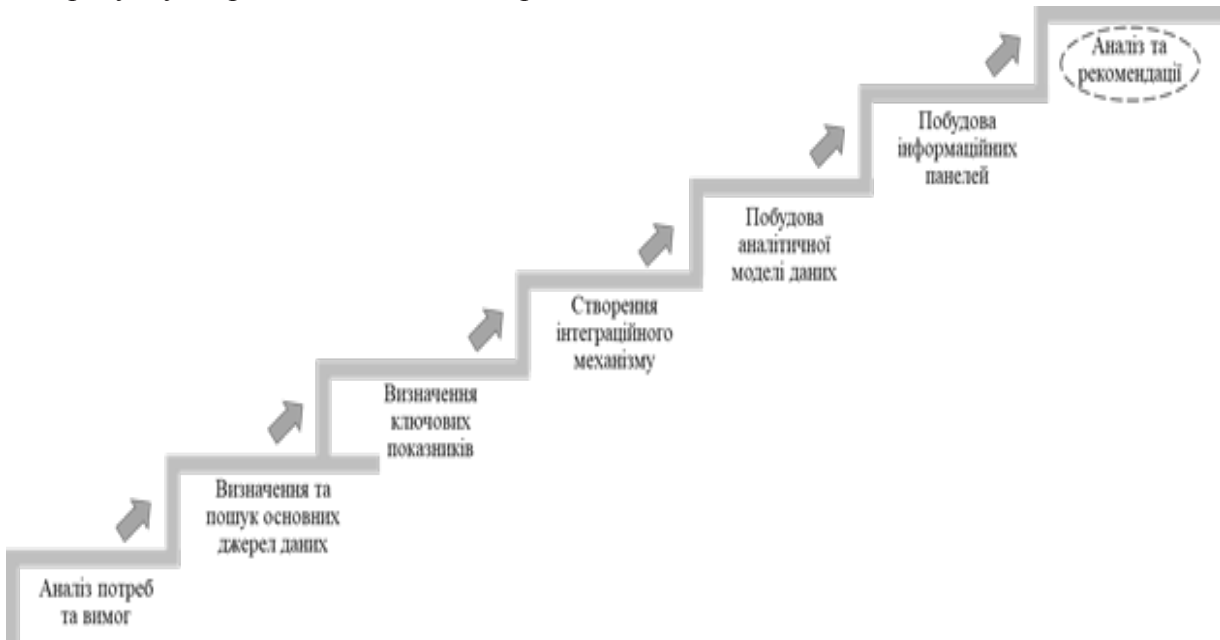 Аналіз та
рекомендації
Побудова
інформаційних
панелей
Побудова
аналітичної
моделі даних
Створення
інтеграційного
механізму
Визначення
ключових
показників
Визначення та
пошук основних
джерел даних
Аналіз потреб
та вимог